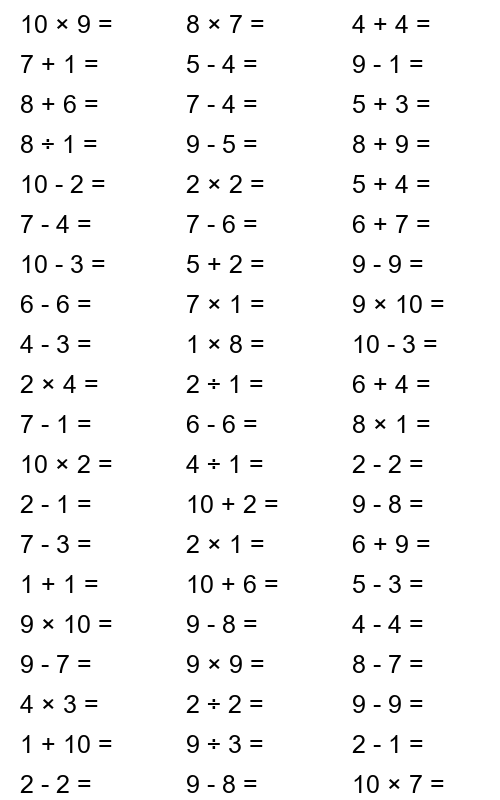 10 × 9 = 8 × 7 = 4 + 4 =
7 + 1 = 5 - 4 = 9 - 1 =
8 + 6 = 7 - 4 = 5 + 3 =
8 ÷ 1 = 9 - 5 = 8 + 9 =
10 - 2 = 2 × 2 = 5 + 4 =
7 - 4 = 7 - 6 = 6 + 7 =
10 - 3 = 5 + 2 = 9 - 9 =
6 - 6 = 7 × 1 = 9 × 10 =
4 - 3 = 1 × 8 = 10 - 3 =
2 × 4 = 2 ÷ 1 = 6 + 4 =
7 - 1 = 6 - 6 = 8 × 1 =
10 × 2 = 4 ÷ 1 = 2 - 2 =
2 - 1 = 10 + 2 = 9 - 8 =
7 - 3 = 2 × 1 = 6 + 9 =
1 + 1 = 10 + 6 = 5 - 3 =
9 × 10 = 9 - 8 = 4 - 4 =
9 - 7 = 9 × 9 = 8 - 7 =
4 × 3 = 2 ÷ 2 = 9 - 9 =
1 + 10 = 9 ÷ 3 = 2 - 1 =
2 - 2 = 9 - 8 = 10 × 7 =